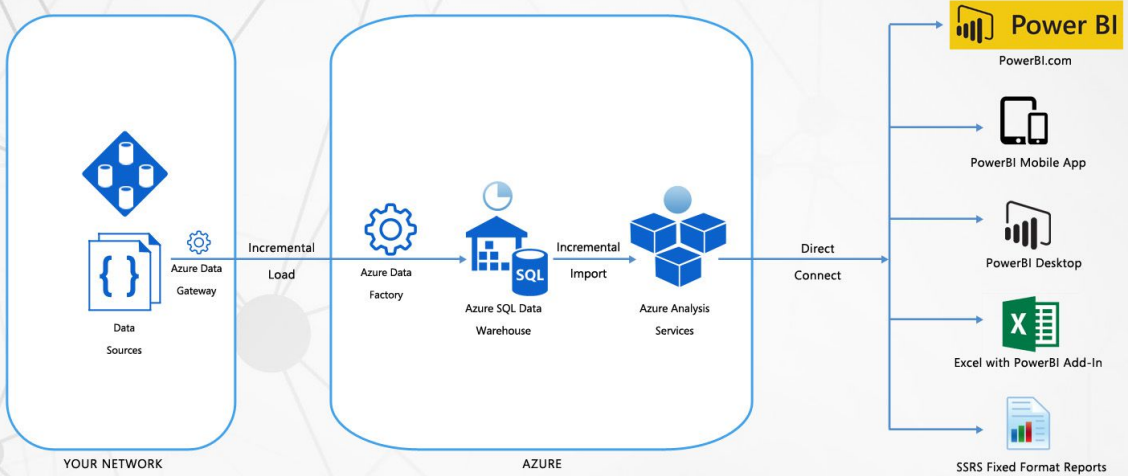 Power BI
PowerBI.com
PowerBI Mobile App
PowerBI Desktop
Excel with PowerBI Add-In
SSRS Fixed Format Reports
{ }
Data
Sources
Azure Data
Gateway
Incremental
Load
Azure Data
Factory
SQL
Azure SQL Data
Warehouse
Incremental
Import
Azure Analysis
Services
Direct
Connect
X
YOUR NETWORK
AZURE